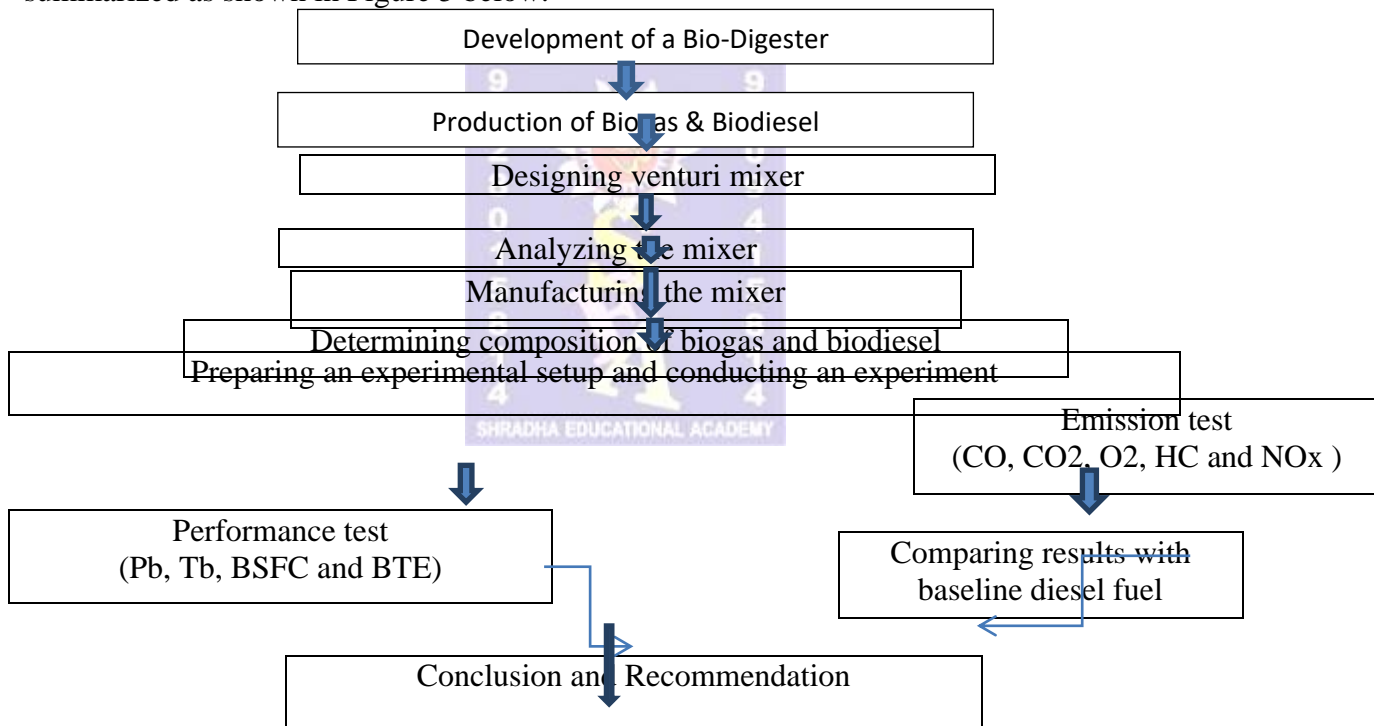 summarized as shown in Figure 3 below:
Development of a Bio-Digester
Production of Biogas & Biodiesel
Designing venturi mixer
Analyzing the mixer
Manufacturing the mixer
Determining composition of biogas and biodiesel
Preparing an experimental setup and conducting an experiment
SHRADHA EDUCATIONAL ACADEMY
Emission test
(CO, CO2, O2, HC and NOx )
Performance test
(Pb, Tb, BSFC and BTE)
Comparing results with
baseline diesel fuel
Conclusion and Recommendation